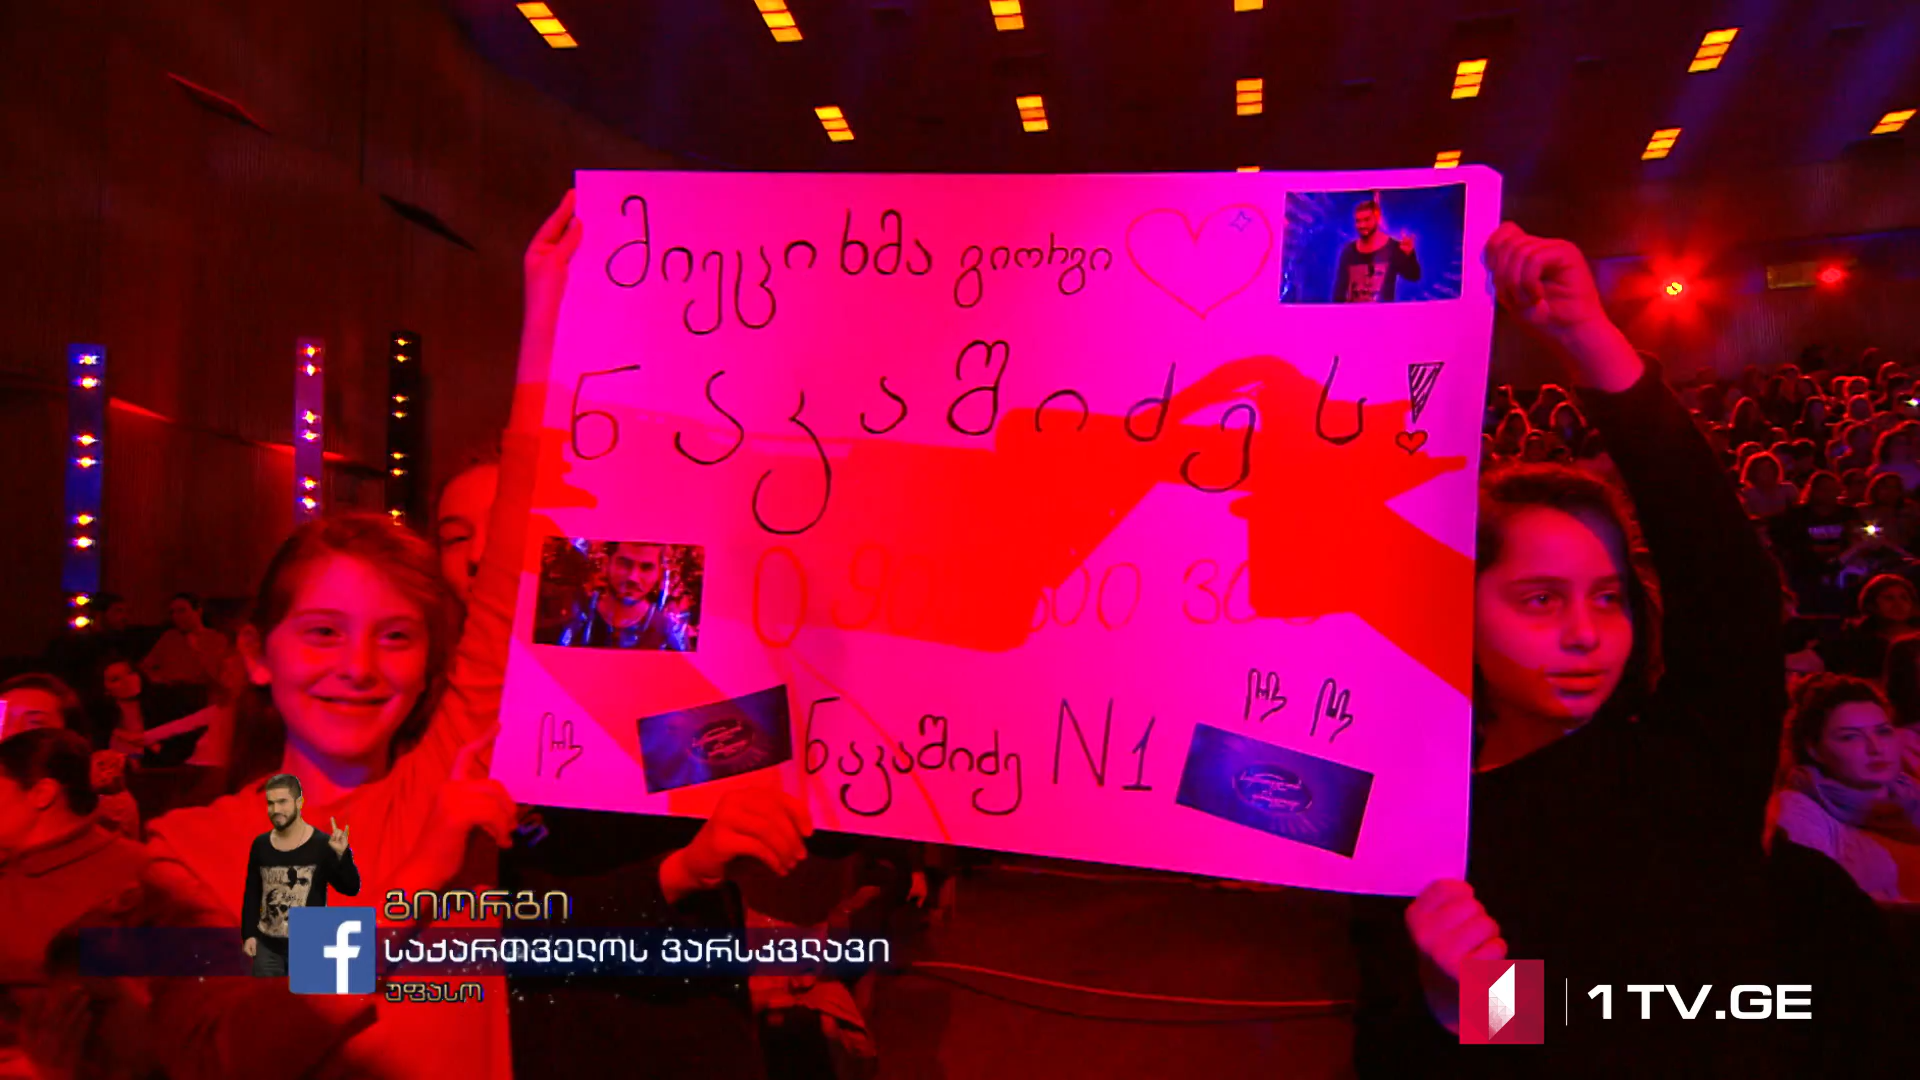 მიეცი ხმა გიორგი
ნაკაშიძეს!
ნაკაშიძე N1
გიორგი
საქართველოს ვარსკვლავი
უფასო
1TV.GE